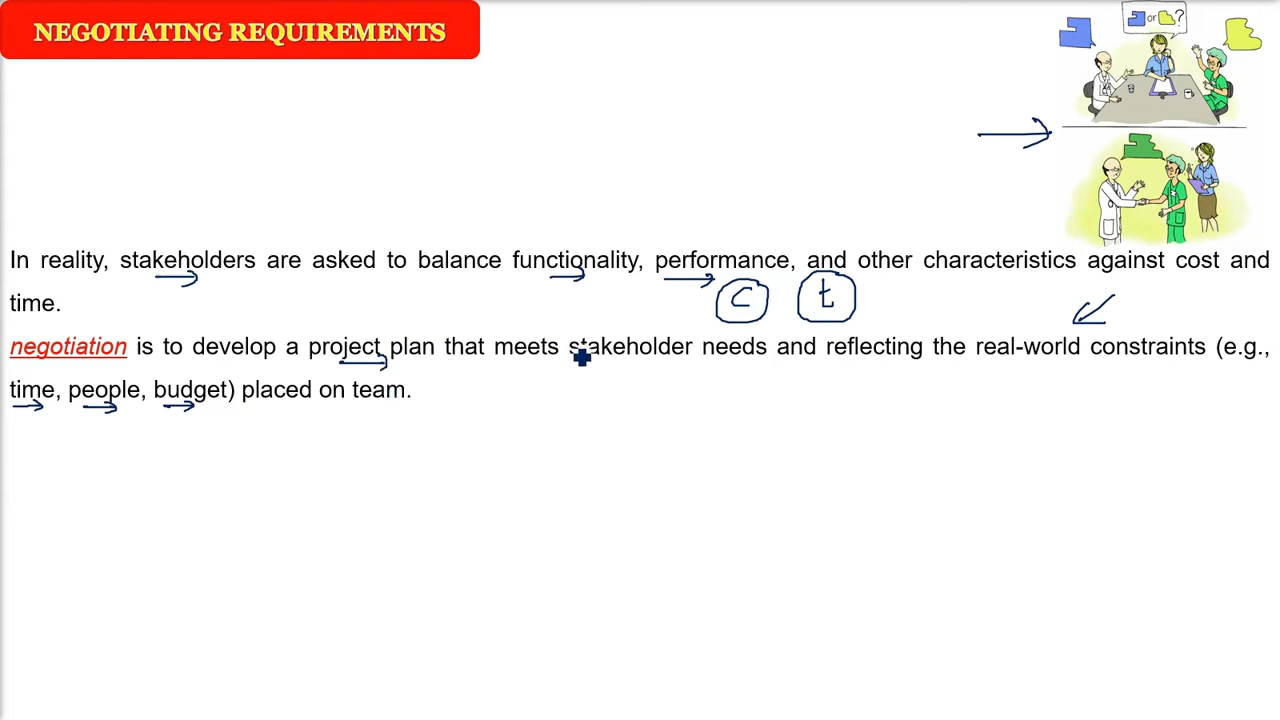 NEGOTIATING REQUIREMENTS
or ?
In reality, stakeholders are asked to balance functionality, performance, and other characteristics against cost and
time.
C t
negotiation is to develop a project plan that meets stakeholder needs and reflecting the real-world constraints (e.g.,
time, people, budget) placed on team.